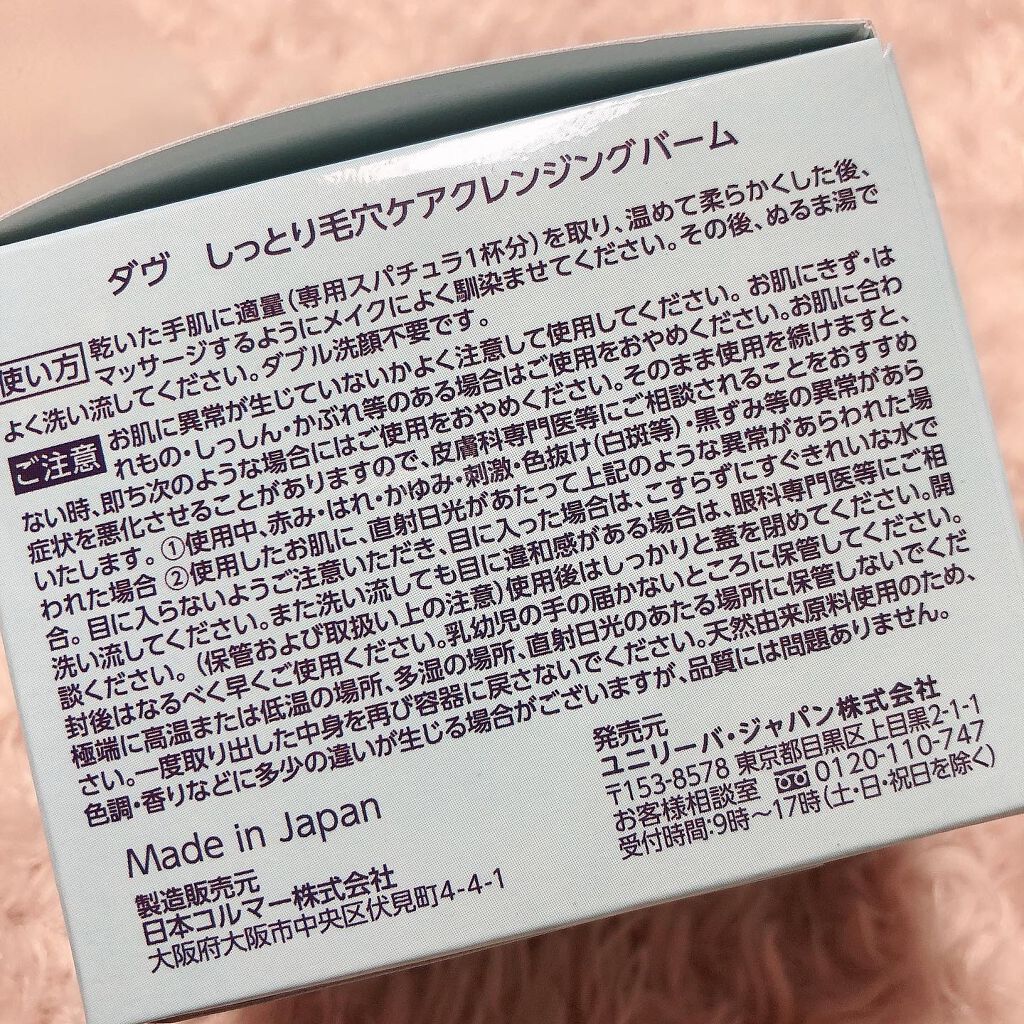 ダヴ しっとり毛穴ケアクレンジングバーム
使い方 乾いた手肌に適量(専用スパチュラ1杯分)を取り、温めて柔らかくした後、
マッサージするようにメイクによく馴染ませてください。その後、ぬるま湯で
よく洗い流してください。ダブル洗顔不要です。
ご注意 お肌に異常が生じていないかよく注意して使用してください。お肌にきず・は
れもの・しっしん・かぶれ等のある場合はご使用をおやめください。お肌に合わ
ない時、即ち次のような場合にはご使用をおやめください。そのまま使用を続けますと、
症状を悪化させることがありますので、皮膚科専門医等にご相談されることをおすすめ
いたします。①使用中、赤み・はれ・かゆみ・刺激・色抜け(白斑等)・黒ずみ等の異常があら
われた場合 ②使用したお肌に、直射日光があたって上記のような異常があらわれた場
合。目に入らないようご注意いただき、目に入った場合は、こすらずにすぐきれいな水で
洗い流してください。また洗い流しても目に違和感がある場合は、眼科専門医等にご相
談ください。(保管および取扱い上の注意)使用後はしっかりと蓋を閉めてください。開
封後はなるべく早くご使用ください。乳幼児の手の届かないところに保管してください。
極端に高温または低温の場所、多湿の場所、直射日光のあたる場所に保管しないでくだ
さい。一度取り出した中身を再び容器に戻さないでください。天然由来原料使用のため、
色調・香りなどに多少の違いが生じる場合がございますが、品質には問題ありません。
Made in Japan
製造販売元
日本コルマー株式会社
大阪府大阪市中央区伏見町4-4-1
発売元
ユニリーバ・ジャパン株式会社
〒153-8578 東京都目黒区上目黒2-1-1
お客様相談室 0120-110-747
受付時間:9時～17時(土・日・祝日を除く)